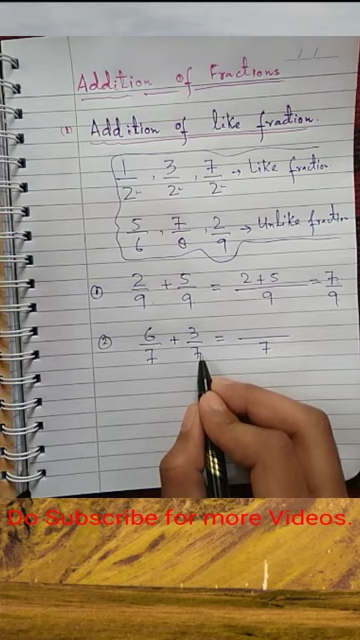 Addition of Fractions
(1) Addition of like fraction.
1/2, 3/2, 7/2 → Like fraction
5/6, 7/8, 2/9 → Unlike fraction
① 2/9 + 5/9 = (2+5)/9 = 7/9
② 6/7 + 3/7 = /7
Do Subscribe for more Videos.